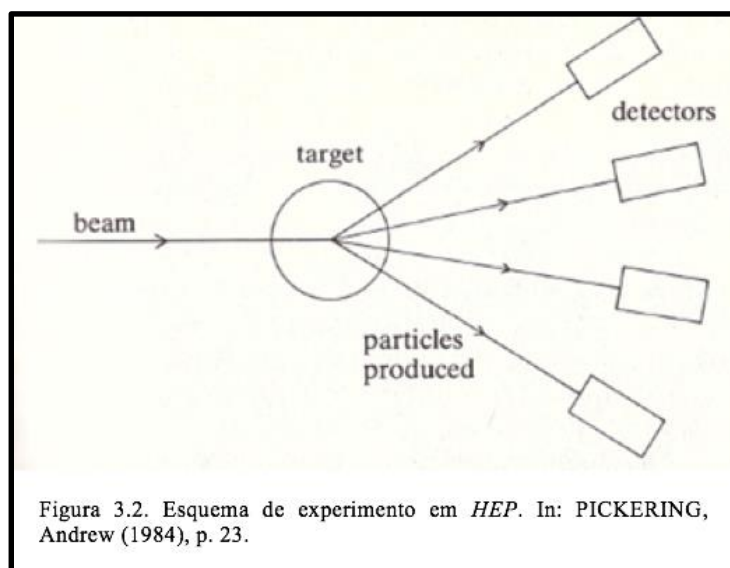 detectors
target
beam
particles
produced
Figura 3.2. Esquema de experimento em HEP. In: PICKERING,
Andrew (1984), p. 23.